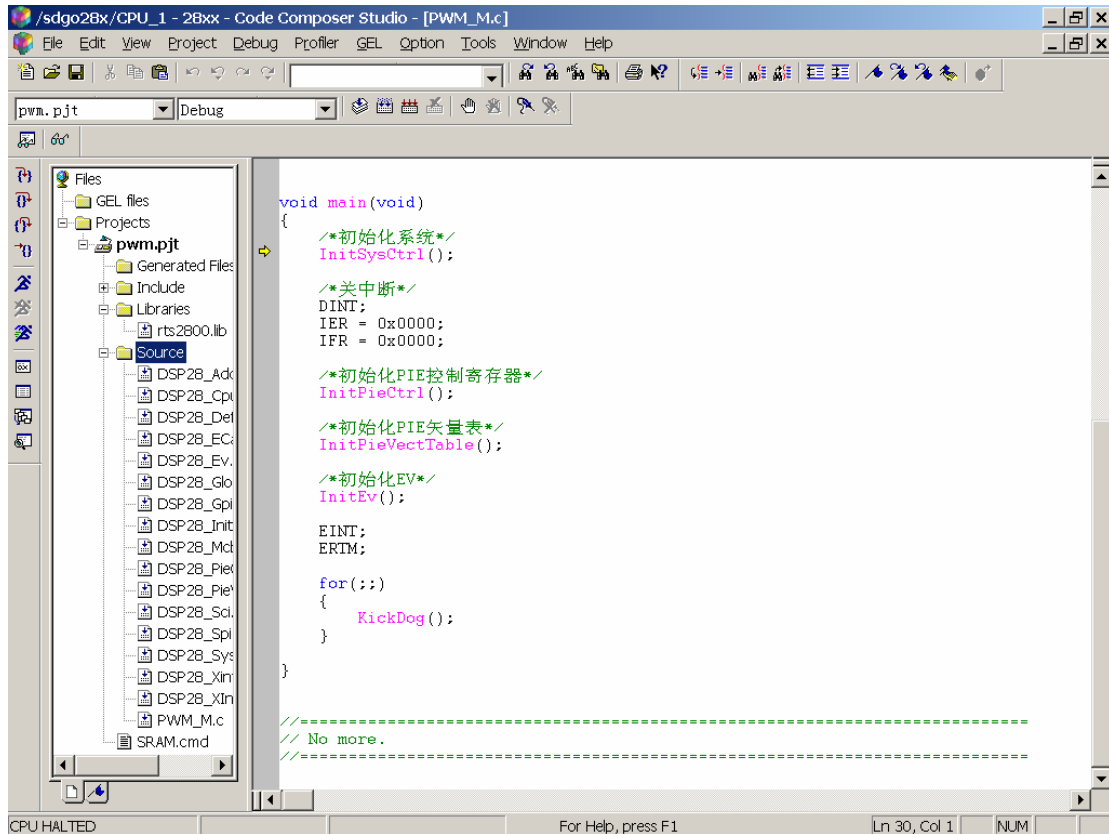 /sdgo28x/CPU_1 - 28xx - Code Composer Studio - [PWM_M.c]
File Edit View Project Debug Profiler GEL Option Tools Window Help
pwm.pjt Debug
Files
GEL files
Projects
pwm.pjt
Generated Files
Include
Libraries
rts2800.lib
Source
DSP28_Adc
DSP28_Cpu
DSP28_Def
DSP28_ECa
DSP28_Ev.
DSP28_Glo
DSP28_Gpi
DSP28_Init
DSP28_Mcb
DSP28_Pie
DSP28_Pie
DSP28_Sci.
DSP28_Spi
DSP28_Sys
DSP28_Xin
DSP28_XIn
PWM_M.c
SRAM.cmd
void main(void)
{
/*初始化系统*/
InitSysCtrl();
/*关中断*/
DINT;
IER = 0x0000;
IFR = 0x0000;
/*初始化PIE控制寄存器*/
InitPieCtrl();
/*初始化PIE矢量表*/
InitPieVectTable();
/*初始化EV*/
InitEv();
EINT;
ERTM;
for(;;)
{
KickDog();
}
}
//===========================================================================
// No more.
//===========================================================================
CPU HALTED For Help, press F1 Ln 30, Col 1 NUM